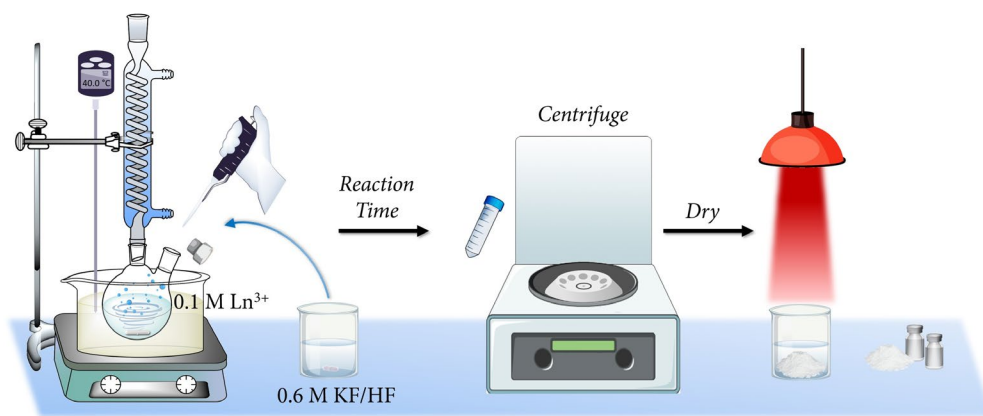 40.0 °C
0.1 M Ln³⁺
0.6 M KF/HF
Reaction
Time
Centrifuge
Dry